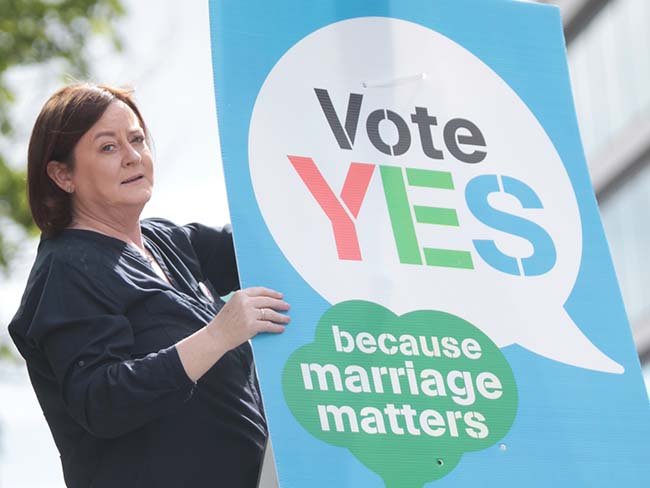 Vote
YES
because
marriage
matters